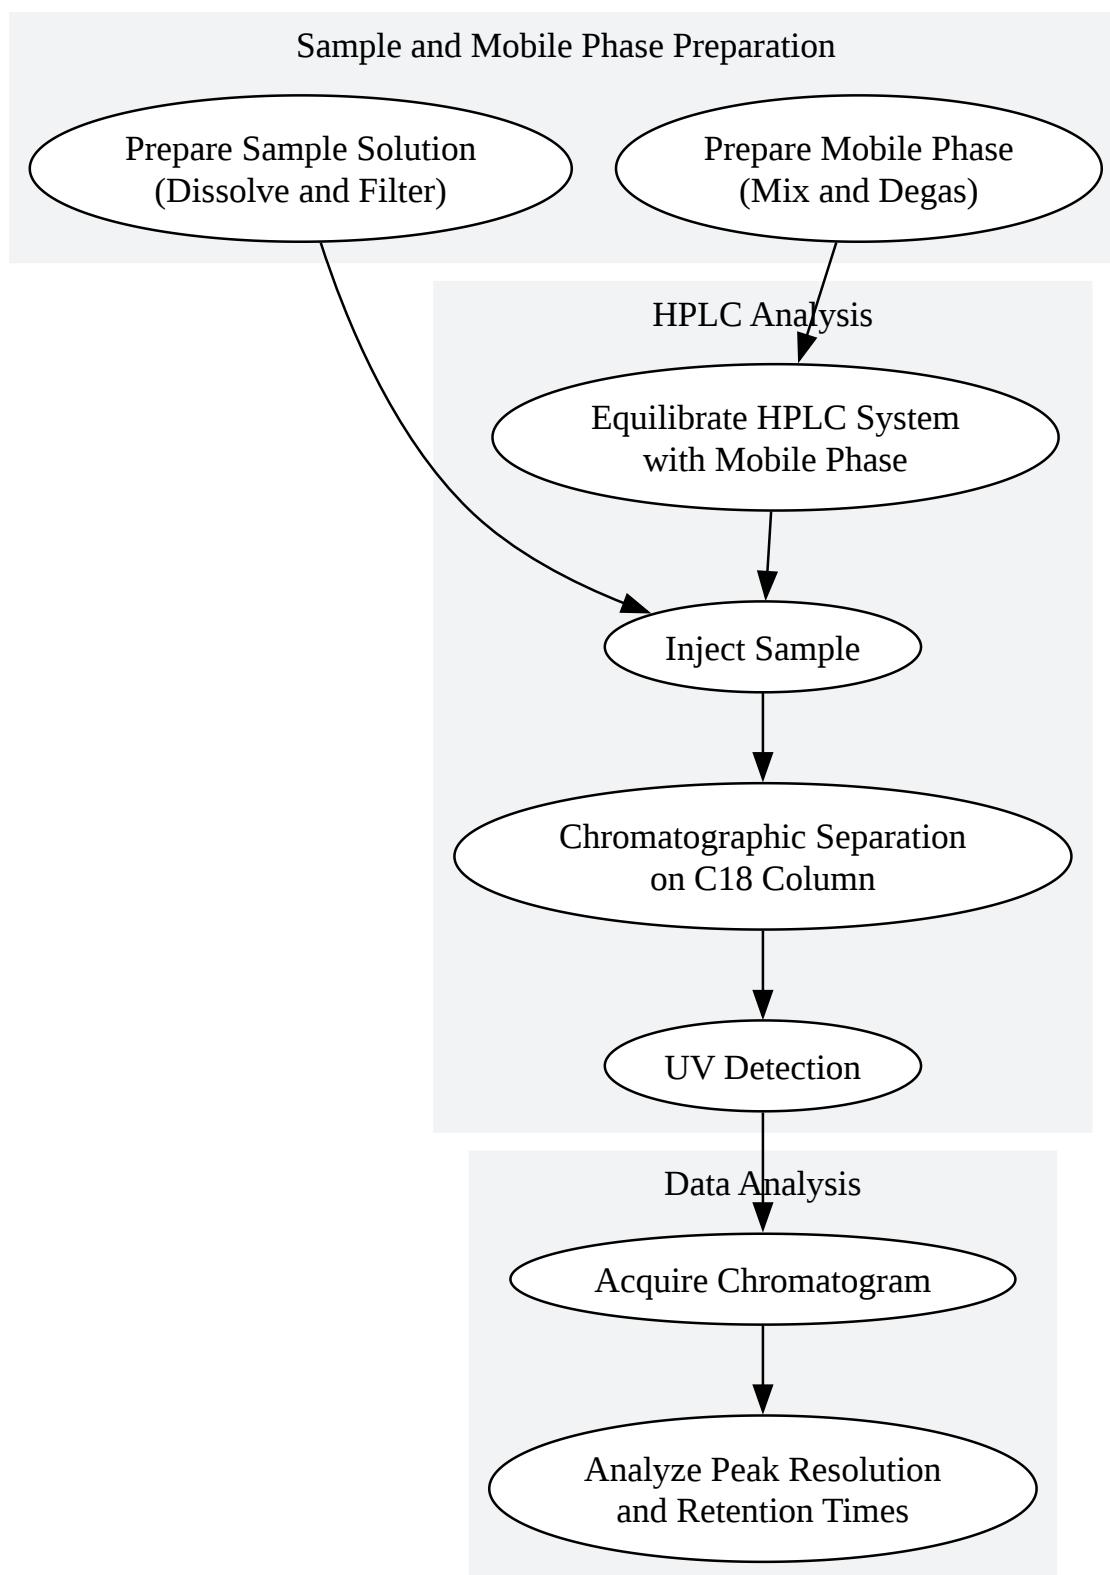 Sample and Mobile Phase Preparation
Prepare Sample Solution
(Dissolve and Filter)
Prepare Mobile Phase
(Mix and Degas)
HPLC Analysis
Equilibrate HPLC System
with Mobile Phase
Inject Sample
Chromatographic Separation
on C18 Column
UV Detection
Data Analysis
Acquire Chromatogram
Analyze Peak Resolution
and Retention Times